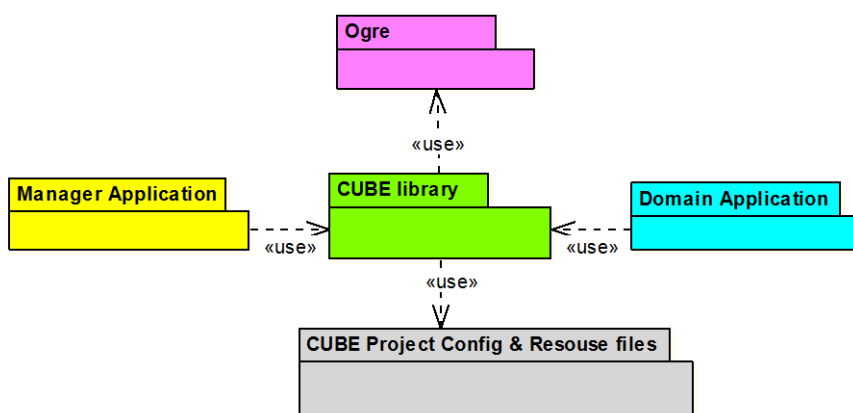 Ogre
«use»
Manager Application
CUBE library
Domain Application
«use»
«use»
«use»
CUBE Project Config & Resouse files